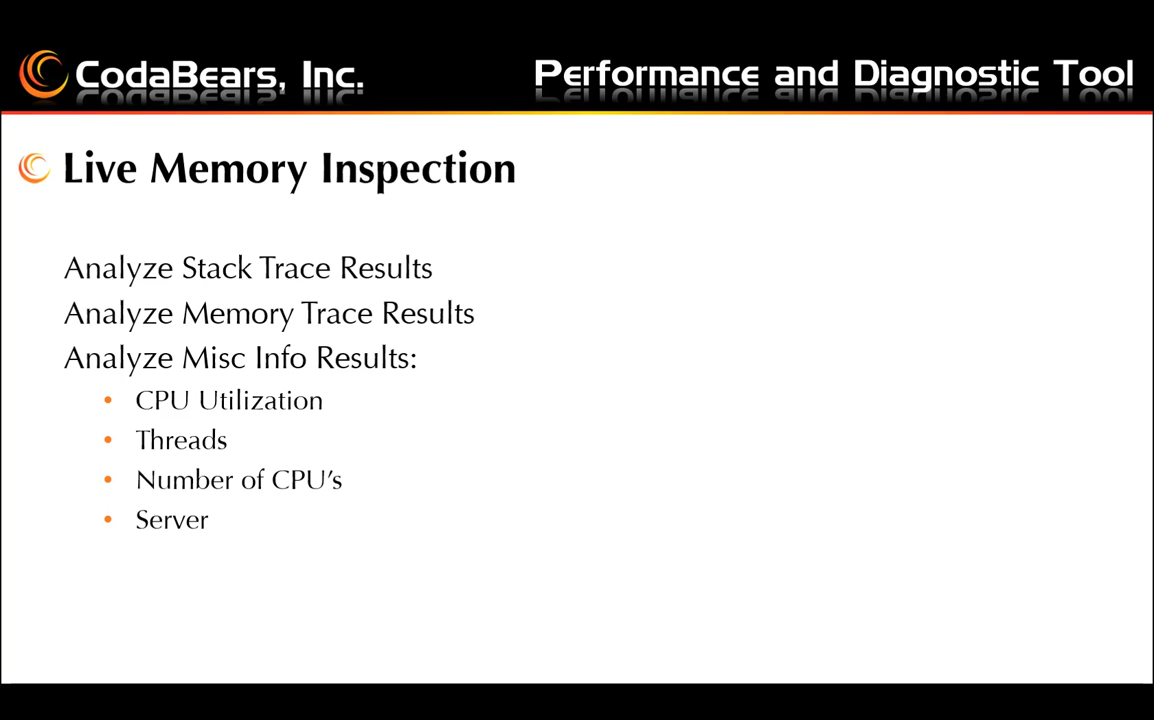 CodaBears, Inc.
Performance and Diagnostic Tool
Live Memory Inspection
Analyze Stack Trace Results
Analyze Memory Trace Results
Analyze Misc Info Results:
• CPU Utilization
• Threads
• Number of CPU’s
• Server